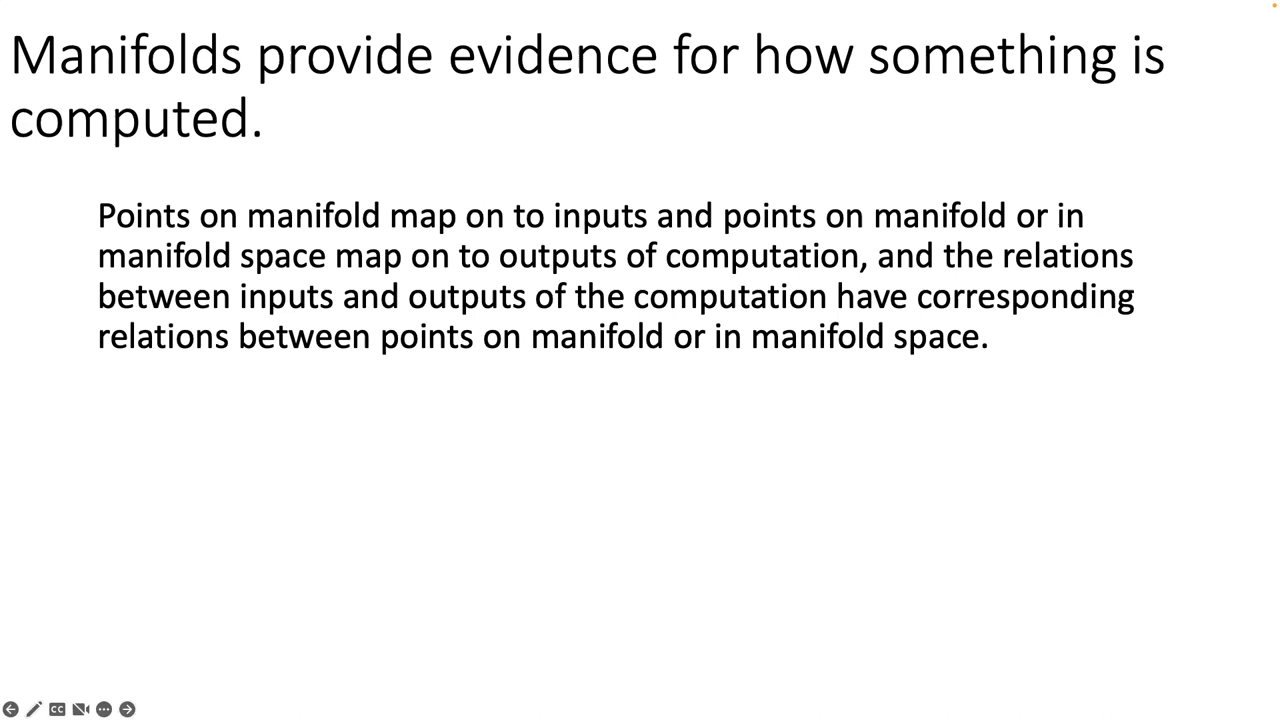 Manifolds provide evidence for how something is
computed.
Points on manifold map on to inputs and points on manifold or in
manifold space map on to outputs of computation, and the relations
between inputs and outputs of the computation have corresponding
relations between points on manifold or in manifold space.
CC